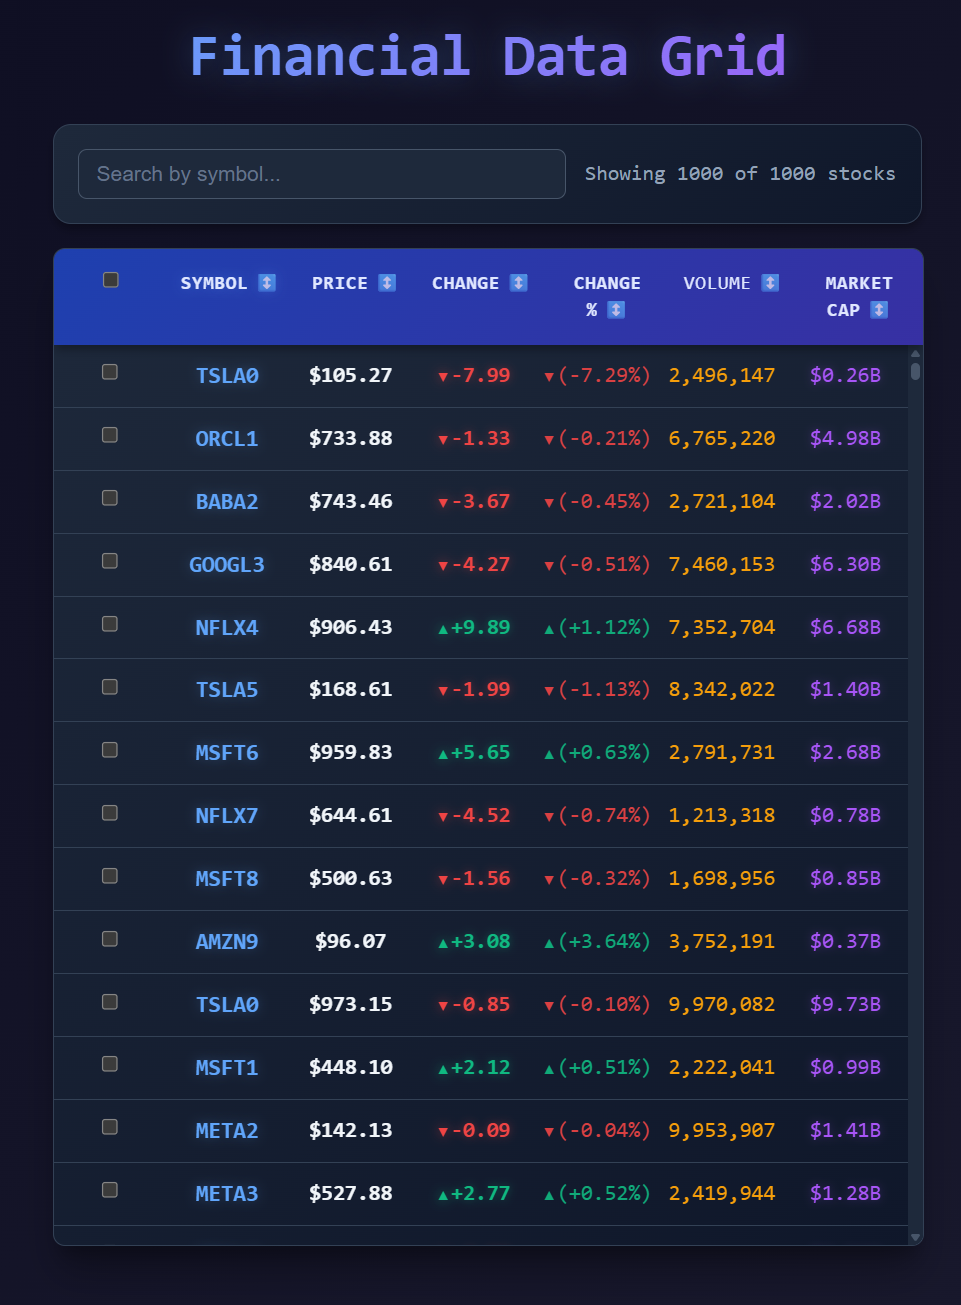 Financial Data Grid
Search by symbol...
Showing 1000 of 1000 stocks
SYMBOL ↕️ PRICE ↕️ CHANGE ↕️ CHANGE % ↕️ VOLUME ↕️ MARKET CAP ↕️
TSLA0 $105.27 ▼-7.99 ▼(-7.29%) 2,496,147 $0.26B
ORCL1 $733.88 ▼-1.33 ▼(-0.21%) 6,765,220 $4.98B
BABA2 $743.46 ▼-3.67 ▼(-0.45%) 2,721,104 $2.02B
GOOGL3 $840.61 ▼-4.27 ▼(-0.51%) 7,460,153 $6.30B
NFLX4 $906.43 ▲+9.89 ▲(+1.12%) 7,352,704 $6.68B
TSLA5 $168.61 ▼-1.99 ▼(-1.13%) 8,342,022 $1.40B
MSFT6 $959.83 ▲+5.65 ▲(+0.63%) 2,791,731 $2.68B
NFLX7 $644.61 ▼-4.52 ▼(-0.74%) 1,213,318 $0.78B
MSFT8 $500.63 ▼-1.56 ▼(-0.32%) 1,698,956 $0.85B
AMZN9 $96.07 ▲+3.08 ▲(+3.64%) 3,752,191 $0.37B
TSLA0 $973.15 ▼-0.85 ▼(-0.10%) 9,970,082 $9.73B
MSFT1 $448.10 ▲+2.12 ▲(+0.51%) 2,222,041 $0.99B
META2 $142.13 ▼-0.09 ▼(-0.04%) 9,953,907 $1.41B
META3 $527.88 ▲+2.77 ▲(+0.52%) 2,419,944 $1.28B